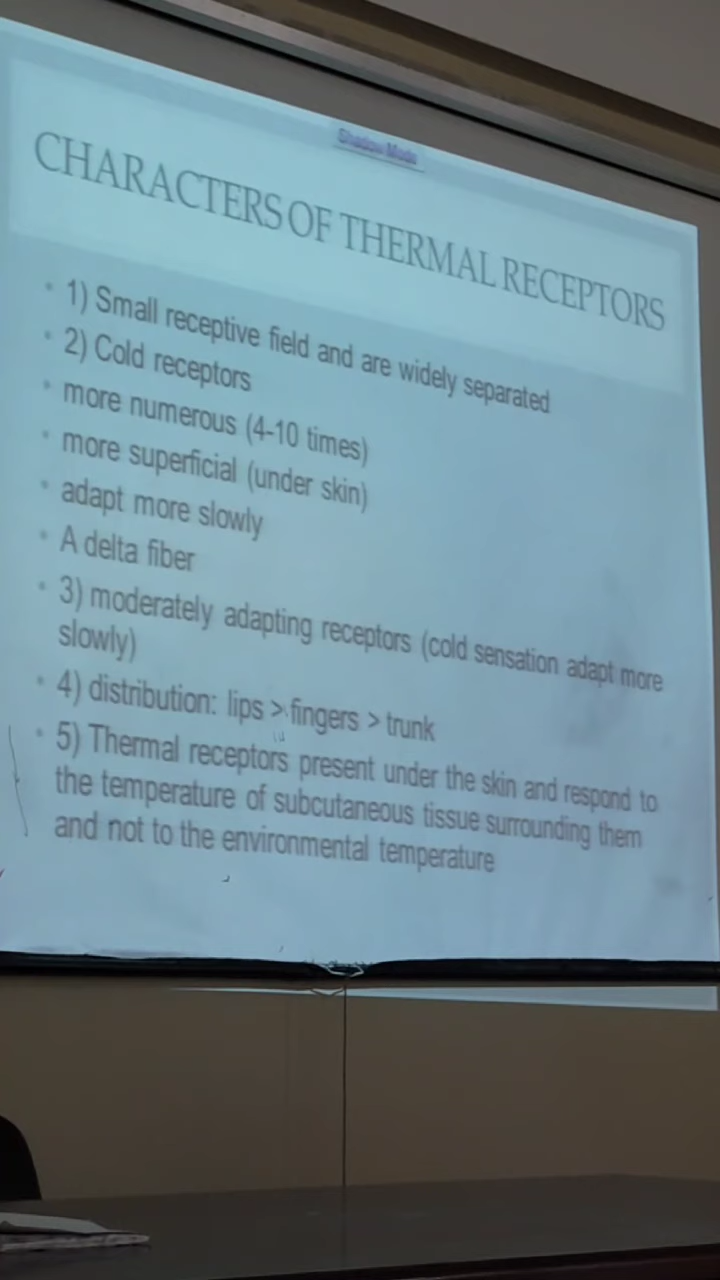 Shadow Mode
CHARACTERS OF THERMAL RECEPTORS
• 1) Small receptive field and are widely separated
• 2) Cold receptors
• more numerous (4-10 times)
• more superficial (under skin)
• adapt more slowly
• A delta fiber
• 3) moderately adapting receptors (cold sensation adapt more
slowly)
• 4) distribution: lips > fingers > trunk
• 5) Thermal receptors present under the skin and respond to
the temperature of subcutaneous tissue surrounding them
and not to the environmental temperature